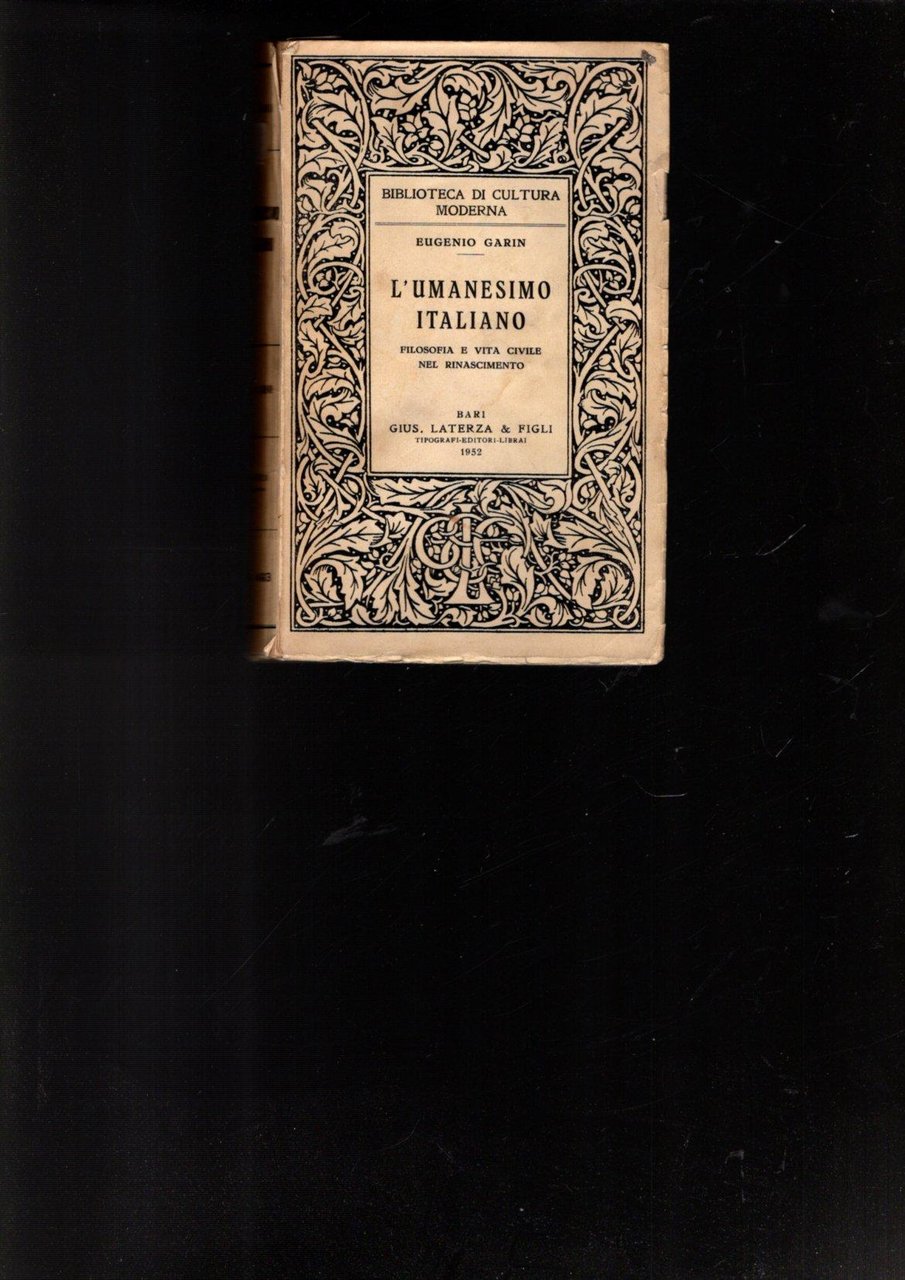 BIBLIOTECA DI CULTURA
MODERNA
EUGENIO GARIN
L'UMANESIMO
ITALIANO
FILOSOFIA E VITA CIVILE
NEL RINASCIMENTO
BARI
GIUS. LATERZA & FIGLI
TIPOGRAFI-EDITORI-LIBRAI
1952